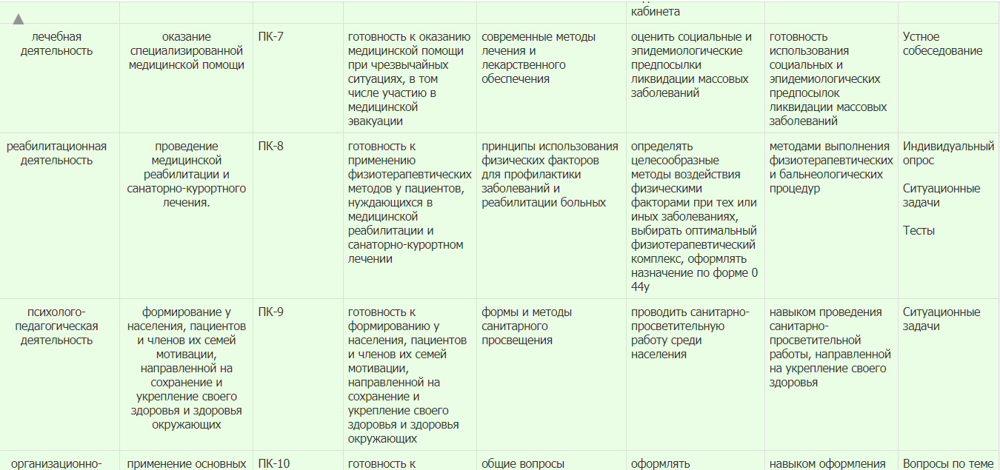 кабинета
лечебная
деятельность
оказание
специализированной
медицинской помощи
ПК-7
готовность к оказанию
медицинской помощи
при чрезвычайных
ситуациях, в том
числе участию в
медицинской
эвакуации
современные методы
лечения и
лекарственного
обеспечения
оценить социальные и
эпидемиологические
предпосылки
ликвидации массовых
заболеваний
готовность
использования
социальных и
эпидемиологических
предпосылок
ликвидации массовых
заболеваний
Устное
собеседование
реабилитационная
деятельность
проведение
медицинской
реабилитации и
санаторно-курортного
лечения.
ПК-8
готовность к
применению
физиотерапевтических
методов у пациентов,
нуждающихся в
медицинской
реабилитации и
санаторно-курортном
лечении
принципы использования
физических факторов
для профилактики
заболеваний и
реабилитации больных
определять
целесообразные
методы воздействия
физическими
факторами при тех или
иных заболеваниях,
выбирать оптимальный
физиотерапевтический
комплекс, оформлять
назначение по форме 0
44у
методами выполнения
физиотерапевтических
и бальнеологических
процедур
Индивидуальный
опрос
Ситуационные
задачи
Тесты
психолого-
педагогическая
деятельность
формирование у
населения, пациентов
и членов их семей
мотивации,
направленной на
сохранение и
укрепление своего
здоровья и здоровья
окружающих
ПК-9
готовность к
формированию у
населения, пациентов
и членов их семей
мотивации,
направленной на
сохранение и
укрепление своего
здоровья и здоровья
окружающих
формы и методы
санитарного
просвещения
проводить санитарно-
просветительную
работу среди
населения
навыком проведения
санитарно-
просветительной
работы, направленной
на укрепление своего
здоровья
Ситуационные
задачи
организационно-
применение основных
ПК-10
готовность к
общие вопросы
оформлять
навыком оформления
Вопросы по теме